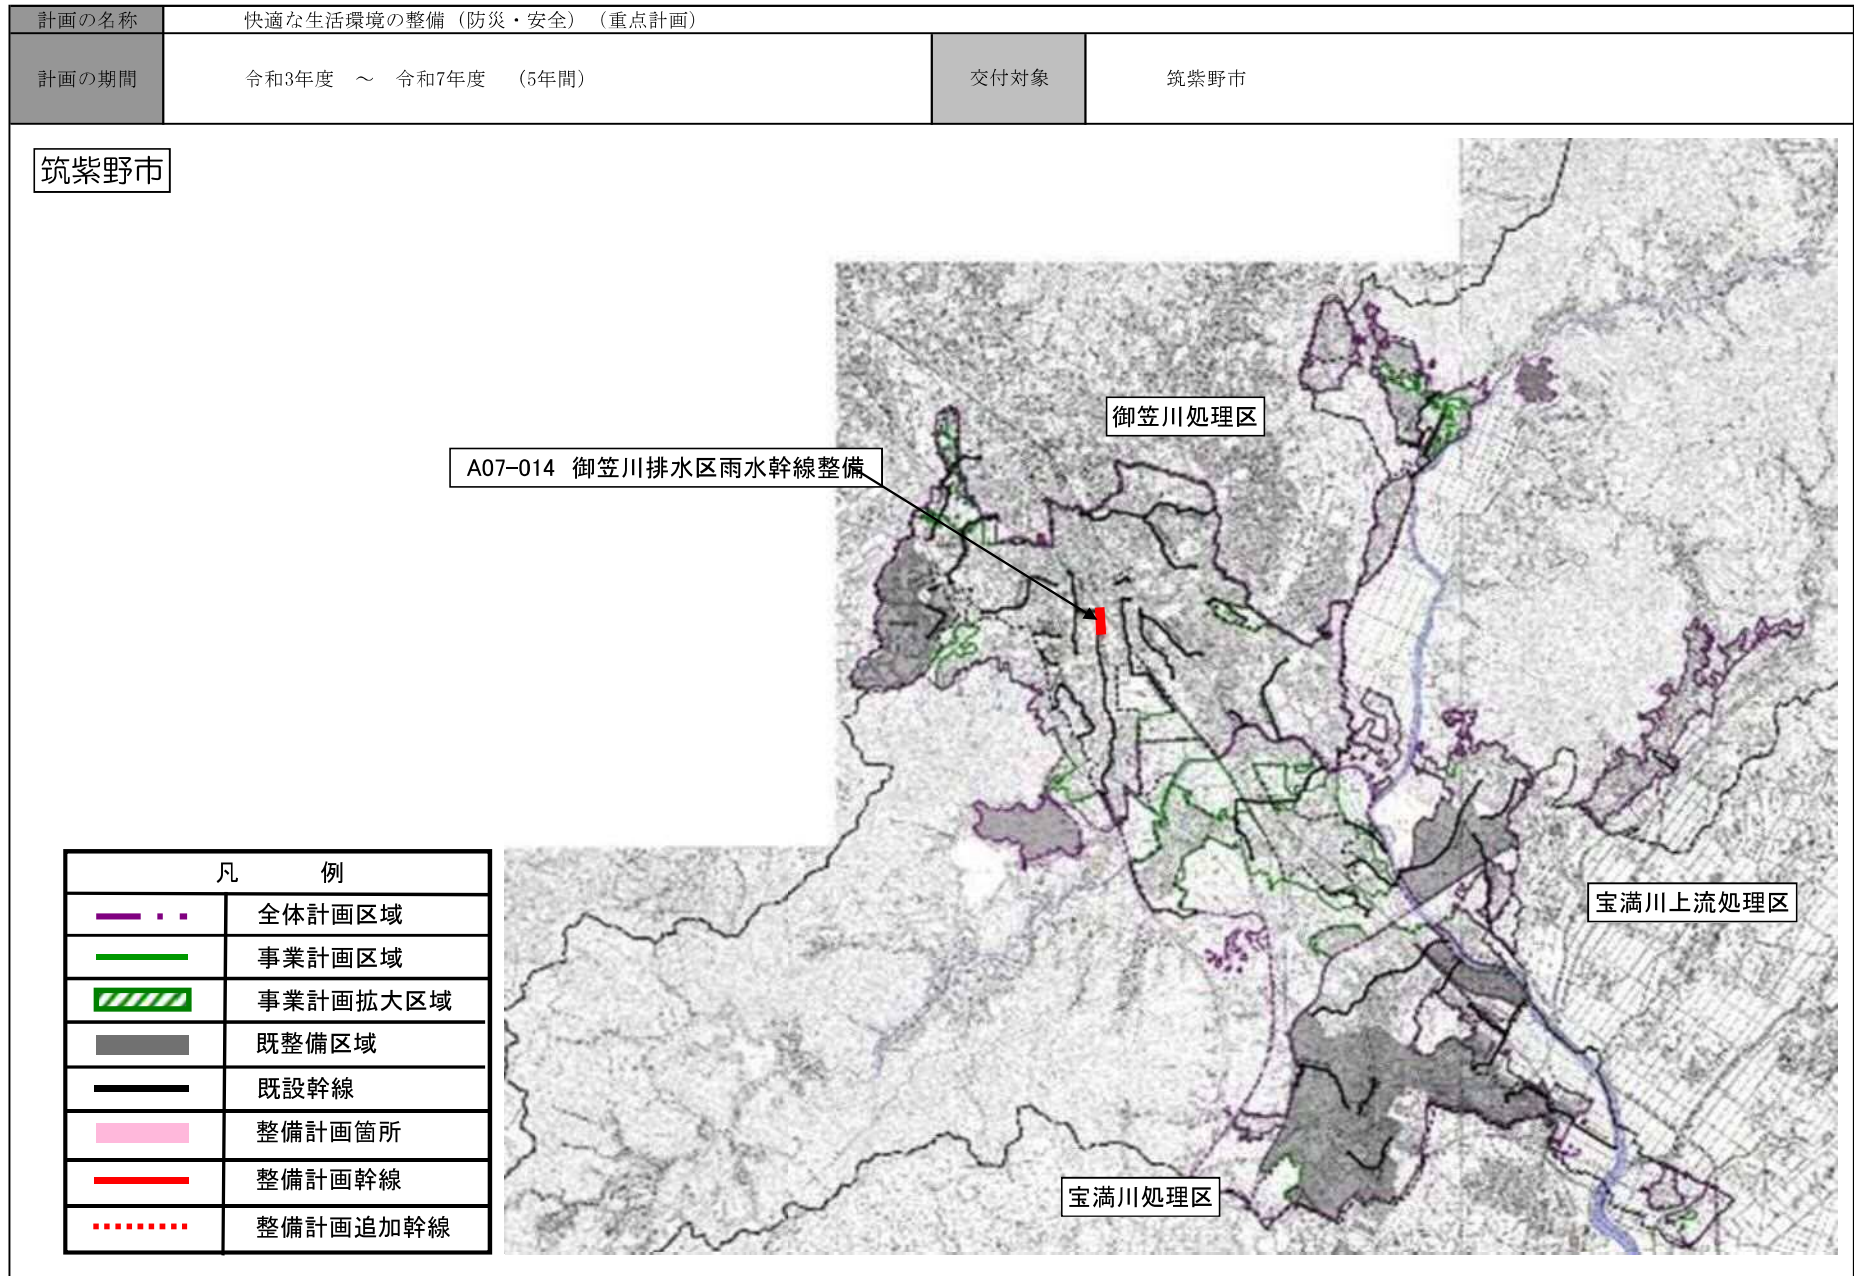 計画の名称 快適な生活環境の整備（防災・安全）（重点計画）
計画の期間 令和3年度　～　令和7年度　（5年間） 交付対象 筑紫野市
筑紫野市
御笠川処理区
A07-014　御笠川排水区雨水幹線整備
宝満川上流処理区
宝満川処理区
凡　例
全体計画区域
事業計画区域
事業計画拡大区域
既整備区域
既設幹線
整備計画箇所
整備計画幹線
整備計画追加幹線